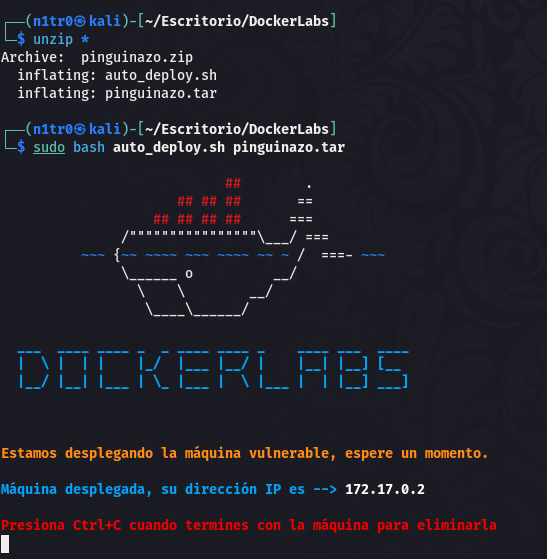 ┌──(n1tr0㉿kali)-[~/Escritorio/DockerLabs]
└─$ unzip *
Archive:  pinguinazo.zip
  inflating: auto_deploy.sh
  inflating: pinguinazo.tar
┌──(n1tr0㉿kali)-[~/Escritorio/DockerLabs]
└─$ sudo bash auto_deploy.sh pinguinazo.tar
                            ##        .
                      ## ## ##       ==
                   ## ## ## ##      ===
               /""""""""""""""""\___/ ===
          ~~~ {~~ ~~~~ ~~~ ~~~~ ~~ ~ /  ===- ~~~
               \______ o          __/
                 \    \        __/
                  \____\______/
DOCKERLABS
Estamos desplegando la máquina vulnerable, espere un momento.
Máquina desplegada, su dirección IP es --> 172.17.0.2
Presiona Ctrl+C cuando termines con la máquina para eliminarla